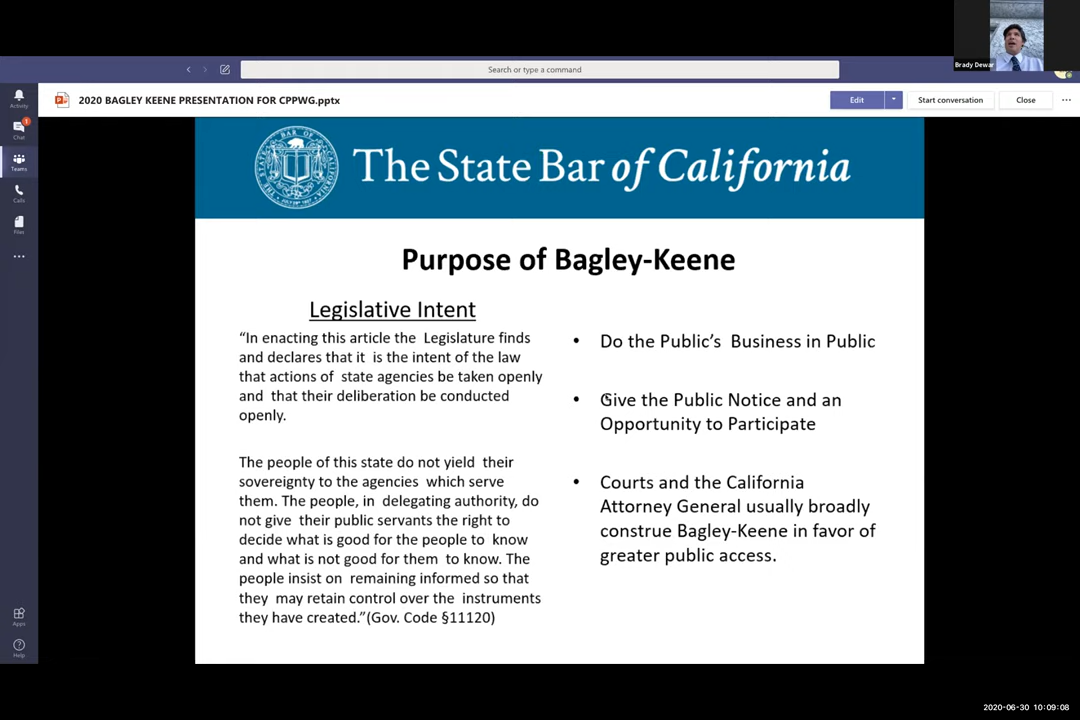 Brady Dewar
Search or type a command
2020 BAGLEY KEENE PRESENTATION FOR CPPWG.pptx
Edit
Start conversation
Close
Activity
Chat
1
Teams
Calls
Files
Apps
Help
The State Bar of California
Purpose of Bagley-Keene
Legislative Intent
“In enacting this article the Legislature finds
and declares that it is the intent of the law
that actions of state agencies be taken openly
and that their deliberation be conducted
openly.
The people of this state do not yield their
sovereignty to the agencies which serve
them. The people, in delegating authority, do
not give their public servants the right to
decide what is good for the people to know
and what is not good for them to know. The
people insist on remaining informed so that
they may retain control over the instruments
they have created.”(Gov. Code §11120)
• Do the Public’s Business in Public
• Give the Public Notice and an
Opportunity to Participate
• Courts and the California
Attorney General usually broadly
construe Bagley-Keene in favor of
greater public access.
2020-06-30 10:09:08